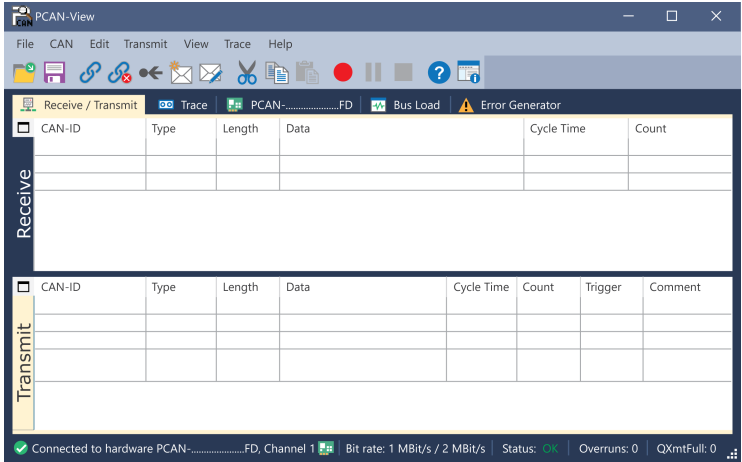 PCAN-View
File CAN Edit Transmit View Trace Help
Receive / Transmit Trace PCAN-.....................FD Bus Load Error Generator
CAN-ID Type Length Data Cycle Time Count
Receive
CAN-ID Type Length Data Cycle Time Count Trigger Comment
Transmit
Connected to hardware PCAN-.....................FD, Channel 1 Bit rate: 1 MBit/s / 2 MBit/s Status: OK Overruns: 0 QXmtFull: 0